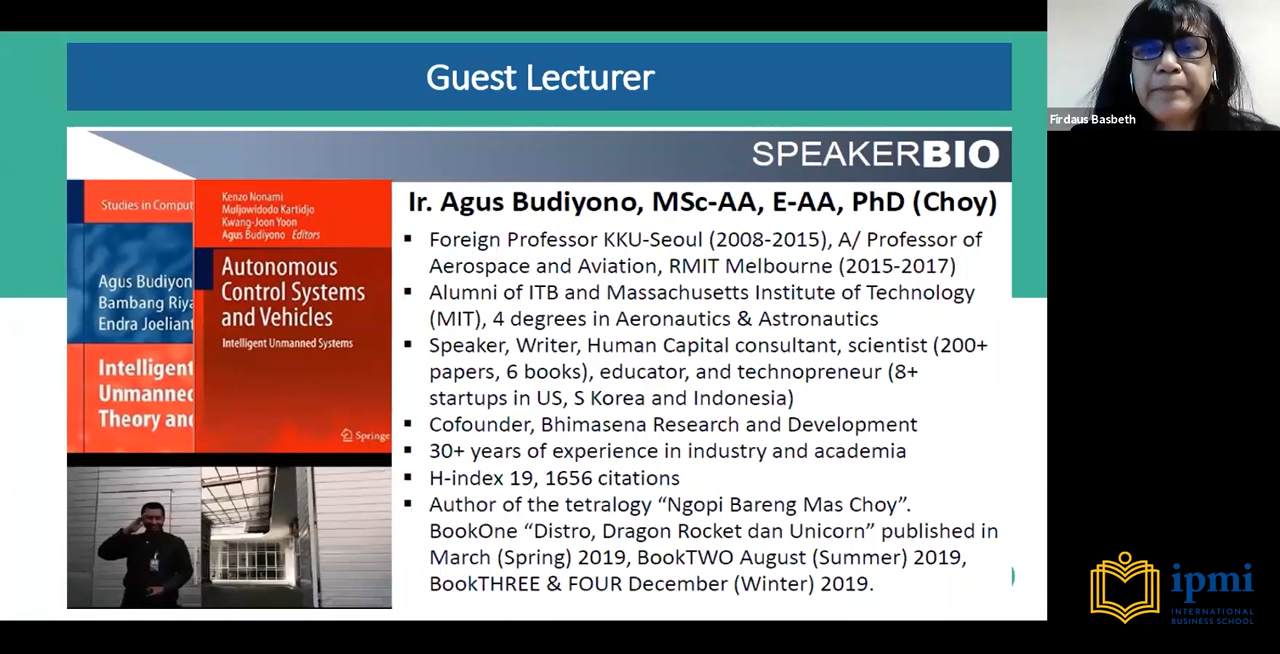 Guest Lecturer
Firdaus Basbeth
SPEAKERBIO
Studies in Comput
Agus Budiyon
Bambang Riya
Endra Joeliant
Intelligent
Unmanned
Theory and
Kenzo Nonami
Muljowidodo Kartidjo
Kwang-Joon Yoon
Agus Budiyono Editors
Autonomous
Control Systems
and Vehicles
Intelligent Unmanned Systems
Springe
Ir. Agus Budiyono, MSc-AA, E-AA, PhD (Choy)
▪ Foreign Professor KKU-Seoul (2008-2015), A/ Professor of
Aerospace and Aviation, RMIT Melbourne (2015-2017)
▪ Alumni of ITB and Massachusetts Institute of Technology
(MIT), 4 degrees in Aeronautics & Astronautics
▪ Speaker, Writer, Human Capital consultant, scientist (200+
papers, 6 books), educator, and technopreneur (8+
startups in US, S Korea and Indonesia)
▪ Cofounder, Bhimasena Research and Development
▪ 30+ years of experience in industry and academia
▪ H-index 19, 1656 citations
▪ Author of the tetralogy “Ngopi Bareng Mas Choy”.
BookOne “Distro, Dragon Rocket dan Unicorn” published in
March (Spring) 2019, BookTWO August (Summer) 2019,
BookTHREE & FOUR December (Winter) 2019.
ipmi
INTERNATIONAL
BUSINESS SCHOOL